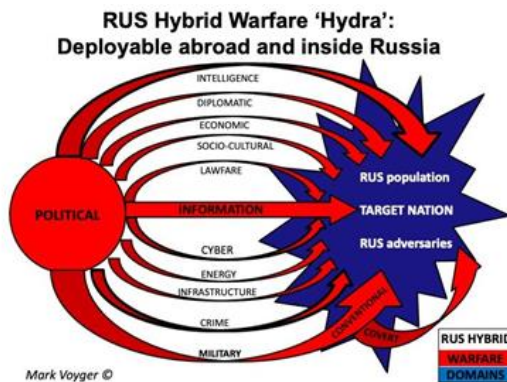 RUS Hybrid Warfare ‘Hydra’:
Deployable abroad and inside Russia
INTELLIGENCE
DIPLOMATIC
ECONOMIC
SOCIO-CULTURAL
LAWFARE
RUS population
POLITICAL
INFORMATION
TARGET NATION
RUS adversaries
CYBER
ENERGY
INFRASTRUCTURE
CRIME
CONVENTIONAL
COVERT
MILITARY
RUS HYBRID
WARFARE
DOMAINS
Mark Voyger ©